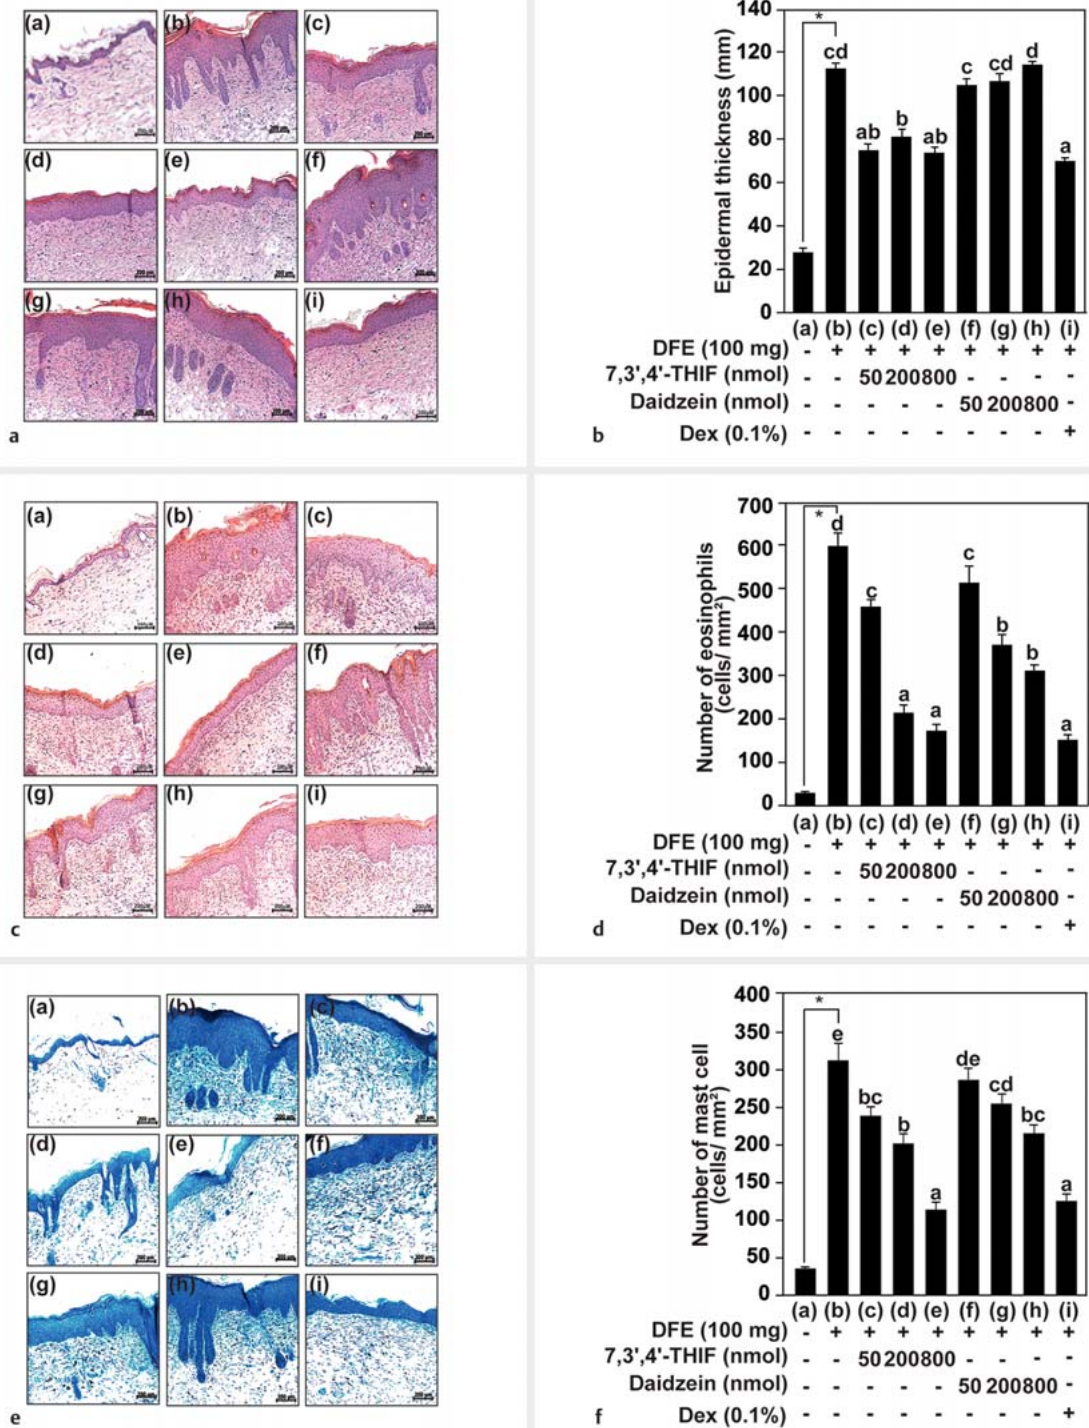 (a) (b) (c)
(d) (e) (f)
(g) (h) (i)
a
Epidermal thickness (mm)
140
120
100
80
60
40
20
0
*
cd
ab
b
ab
c
cd
d
a
(a) (b) (c) (d) (e) (f) (g) (h) (i)
DFE (100 mg) - + + + + + + + +
7,3',4'-THIF (nmol) - - 50 200 800 - - - -
Daidzein (nmol) - - - - - 50 200 800 -
b Dex (0.1%) - - - - - - - - +
(a) (b) (c)
(d) (e) (f)
(g) (h) (i)
c
Number of eosinophils
(cells/ mm²)
700
600
500
400
300
200
100
0
*
d
c
a
a
c
b
b
a
(a) (b) (c) (d) (e) (f) (g) (h) (i)
DFE (100 mg) - + + + + + + + +
7,3',4'-THIF (nmol) - - 50 200 800 - - - -
Daidzein (nmol) - - - - - 50 200 800 -
d Dex (0.1%) - - - - - - - - +
(a) (b) (c)
(d) (e) (f)
(g) (h) (i)
e
Number of mast cell
(cells/ mm²)
400
350
300
250
200
150
100
50
0
*
e
bc
b
a
de
cd
bc
a
(a) (b) (c) (d) (e) (f) (g) (h) (i)
DFE (100 mg) - + + + + + + + +
7,3',4'-THIF (nmol) - - 50 200 800 - - - -
Daidzein (nmol) - - - - - 50 200 800 -
f Dex (0.1%) - - - - - - - - +